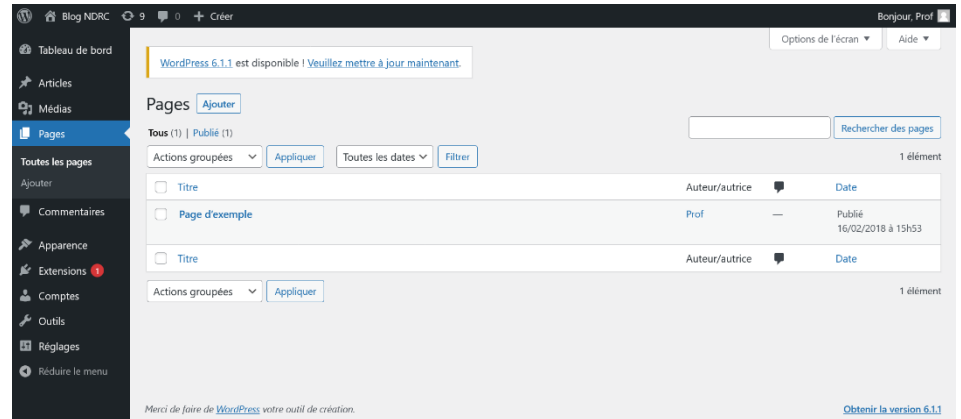 Blog NDRC 9 0 + Créer Bonjour, Prof
Options de l'écran ▼ Aide ▼
Tableau de bord
WordPress 6.1.1 est disponible ! Veuillez mettre à jour maintenant.
Articles
Médias
Pages
Toutes les pages
Ajouter
Commentaires
Apparence
Extensions 1
Comptes
Outils
Réglages
Réduire le menu
Pages Ajouter
Tous (1) | Publié (1)
Rechercher des pages
Actions groupées Appliquer Toutes les dates Filtrer 1 élément
Titre Auteur/autrice Date
Page d'exemple Prof — Publié
16/02/2018 à 15h53
Titre Auteur/autrice Date
Actions groupées Appliquer 1 élément
Merci de faire de WordPress votre outil de création. Obtenir la version 6.1.1